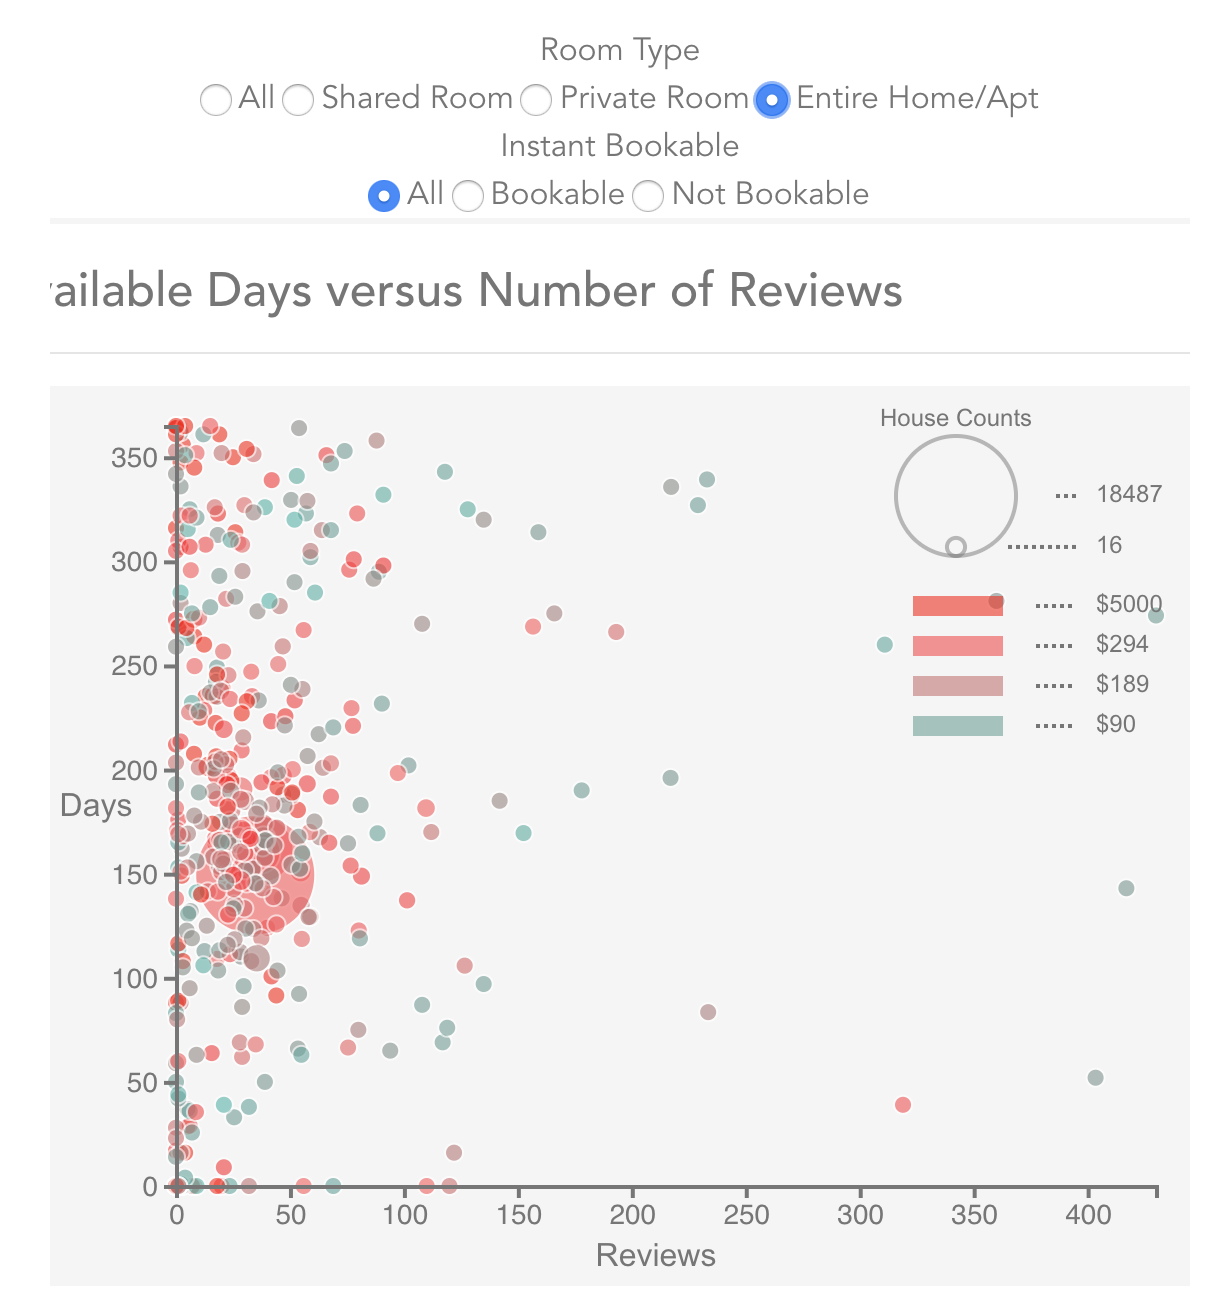 Room Type
All Shared Room Private Room Entire Home/Apt
Instant Bookable
All Bookable Not Bookable
vailable Days versus Number of Reviews
House Counts
18487
16
$5000
$294
$189
$90
350
300
250
200
Days
150
100
50
0
0 50 100 150 200 250 300 350 400
Reviews